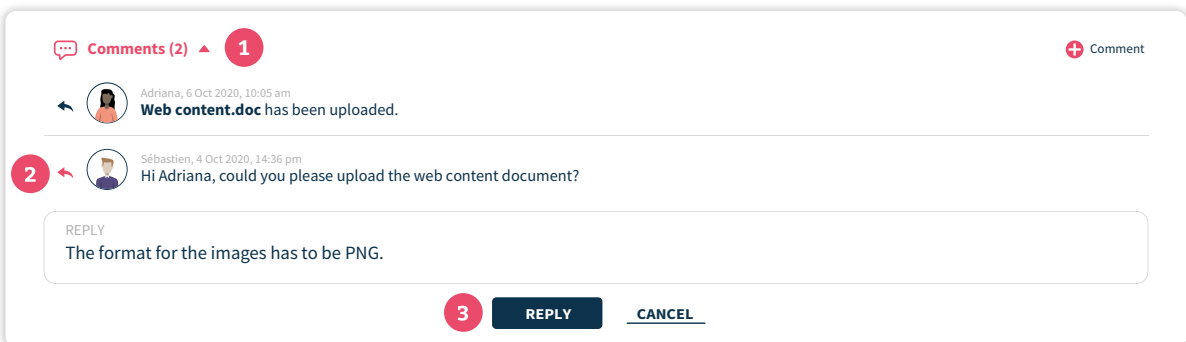 Comments (2) 1
Comment
Adriana, 6 Oct 2020, 10:05 am
Web content.doc has been uploaded.
Sébastien, 4 Oct 2020, 14:36 pm
2
Hi Adriana, could you please upload the web content document?
REPLY
The format for the images has to be PNG.
3 REPLY CANCEL